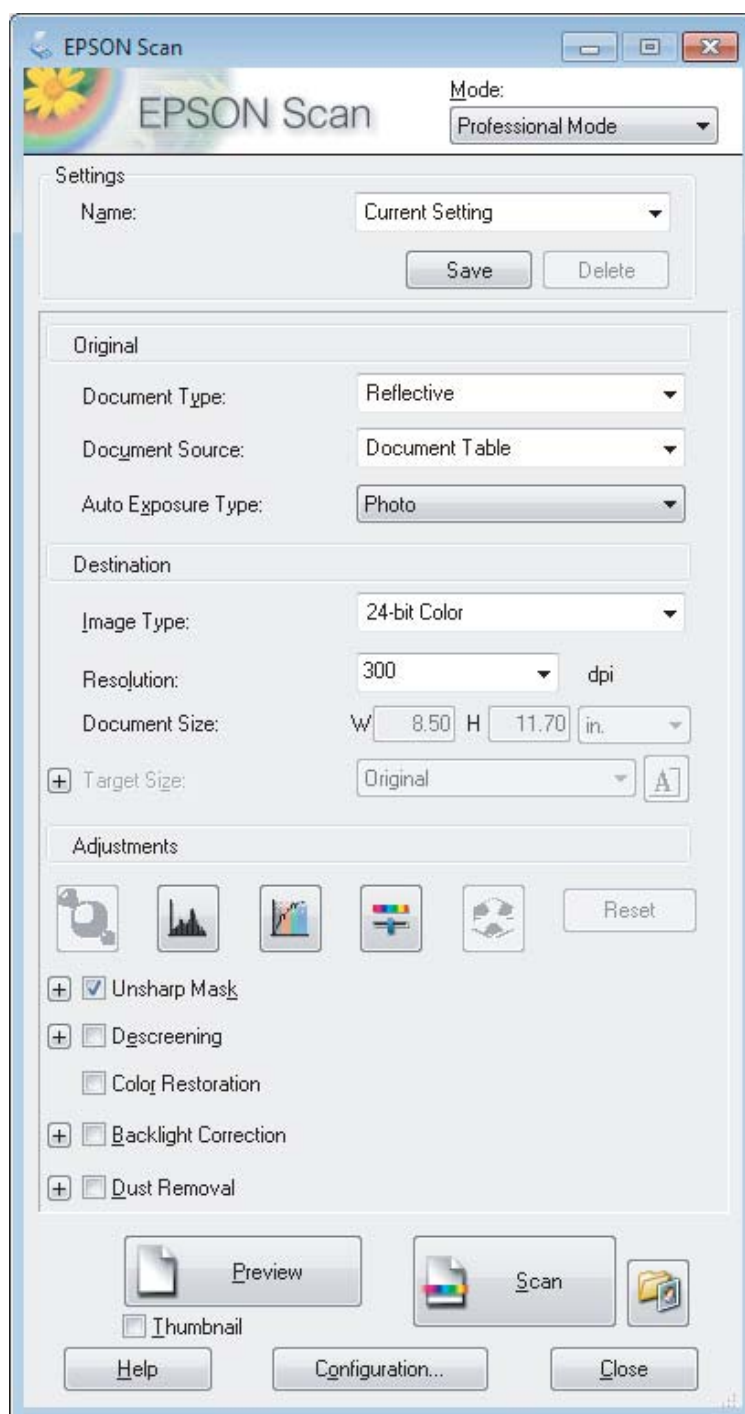 EPSON Scan
EPSON Scan
Mode:
Professional Mode
Settings
Name:
Current Setting
Save
Delete
Original
Document Type:
Reflective
Document Source:
Document Table
Auto Exposure Type:
Photo
Destination
Image Type:
24-bit Color
Resolution:
300
dpi
Document Size:
W 8.50 H 11.70 in.
Target Size:
Original
A
Adjustments
Reset
Unsharp Mask
Descreening
Color Restoration
Backlight Correction
Dust Removal
Preview
Scan
Thumbnail
Help
Configuration...
Close